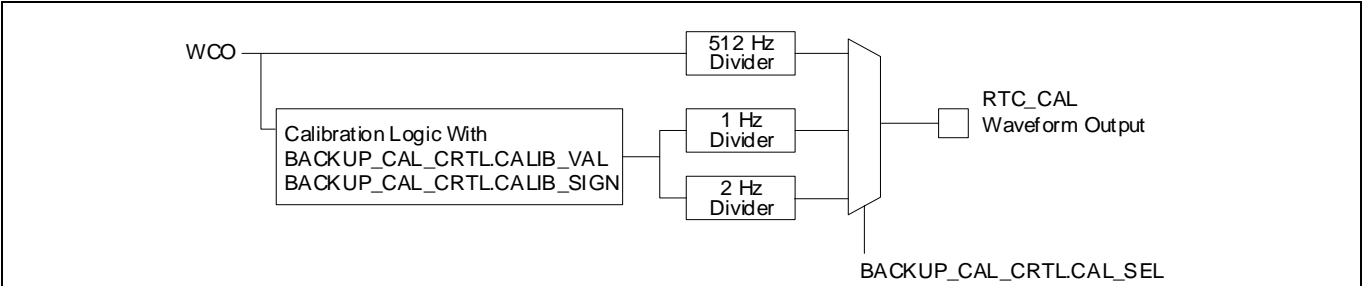 WCO
512 Hz
Divider
Calibration Logic With
BACKUP_CAL_CRTL.CALIB_VAL
BACKUP_CAL_CRTL.CALIB_SIGN
1 Hz
Divider
2 Hz
Divider
RTC_CAL
Waveform Output
BACKUP_CAL_CRTL.CAL_SEL